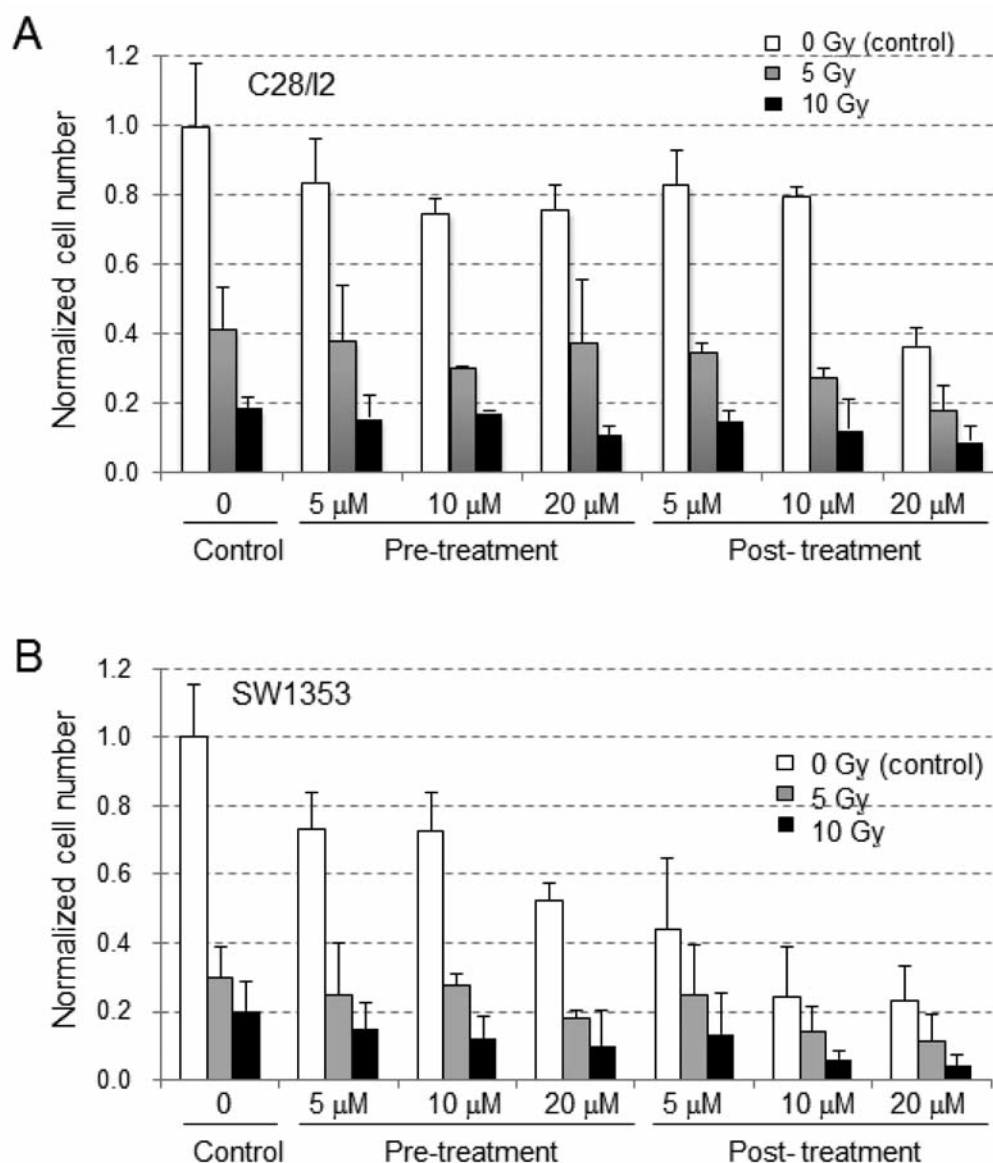 A
C28/I2
0 Gy (control)
5 Gy
10 Gy
Normalized cell number
1.2
1.0
0.8
0.6
0.4
0.2
0.0
0 5 μM 10 μM 20 μM 5 μM 10 μM 20 μM
Control Pre-treatment Post- treatment
B
SW1353
0 Gy (control)
5 Gy
10 Gy
Normalized cell number
1.2
1.0
0.8
0.6
0.4
0.2
0.0
0 5 μM 10 μM 20 μM 5 μM 10 μM 20 μM
Control Pre-treatment Post- treatment